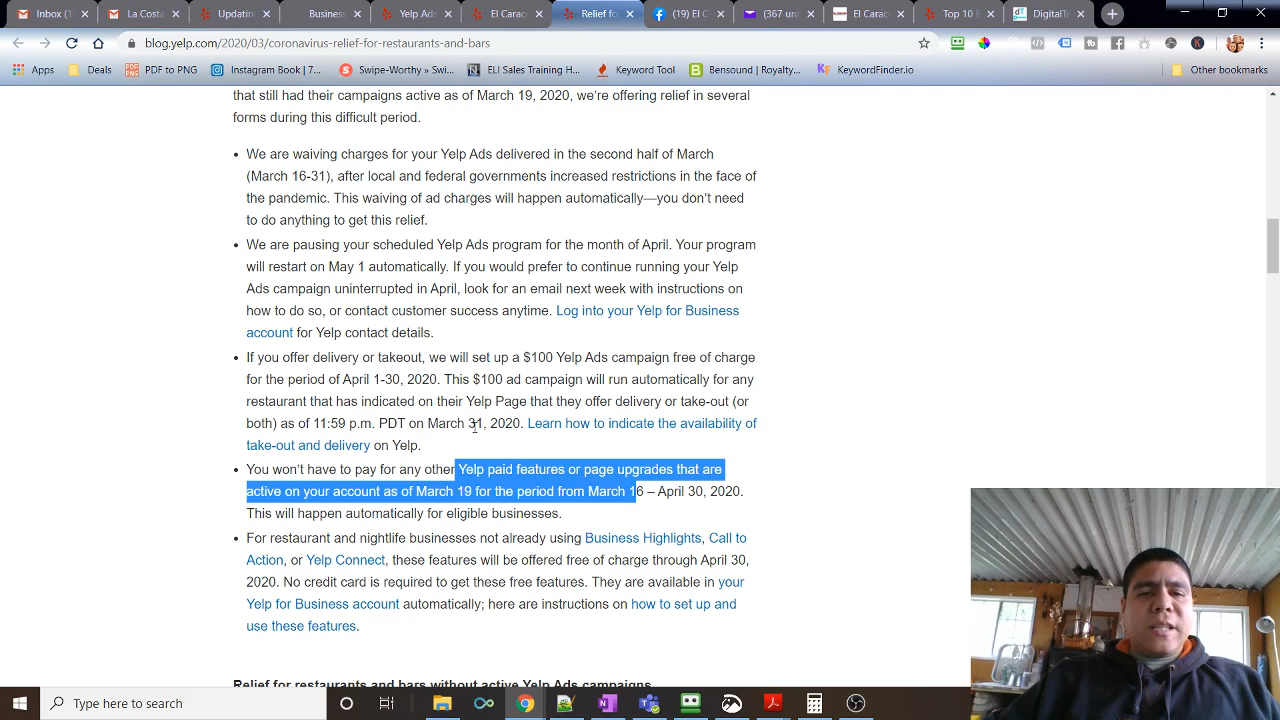 Inbox (1
La Costa
Updatin
Business
Yelp Ads
El Carac
Relief for
(19) El C
(367 un
El Carac
Top 10 E
DigitalTr
blog.yelp.com/2020/03/coronavirus-relief-for-restaurants-and-bars
Apps
Deals
PDF to PNG
Instagram Book | 7...
Swipe-Worthy » Swi...
ELI Sales Training H...
Keyword Tool
Bensound | Royalty...
KeywordFinder.io
Other bookmarks
that still had their campaigns active as of March 19, 2020, we're offering relief in several
forms during this difficult period.
• We are waiving charges for your Yelp Ads delivered in the second half of March
(March 16-31), after local and federal governments increased restrictions in the face of
the pandemic. This waiving of ad charges will happen automatically—you don't need
to do anything to get this relief.
• We are pausing your scheduled Yelp Ads program for the month of April. Your program
will restart on May 1 automatically. If you would prefer to continue running your Yelp
Ads campaign uninterrupted in April, look for an email next week with instructions on
how to do so, or contact customer success anytime. Log into your Yelp for Business
account for Yelp contact details.
• If you offer delivery or takeout, we will set up a $100 Yelp Ads campaign free of charge
for the period of April 1-30, 2020. This $100 ad campaign will run automatically for any
restaurant that has indicated on their Yelp Page that they offer delivery or take-out (or
both) as of 11:59 p.m. PDT on March 31, 2020. Learn how to indicate the availability of
take-out and delivery on Yelp.
• You won't have to pay for any other Yelp paid features or page upgrades that are
active on your account as of March 19 for the period from March 16 – April 30, 2020.
This will happen automatically for eligible businesses.
• For restaurant and nightlife businesses not already using Business Highlights, Call to
Action, or Yelp Connect, these features will be offered free of charge through April 30,
2020. No credit card is required to get these free features. They are available in your
Yelp for Business account automatically; here are instructions on how to set up and
use these features.
Relief for restaurants and bars without active Yelp Ads campaigns
Type here to search